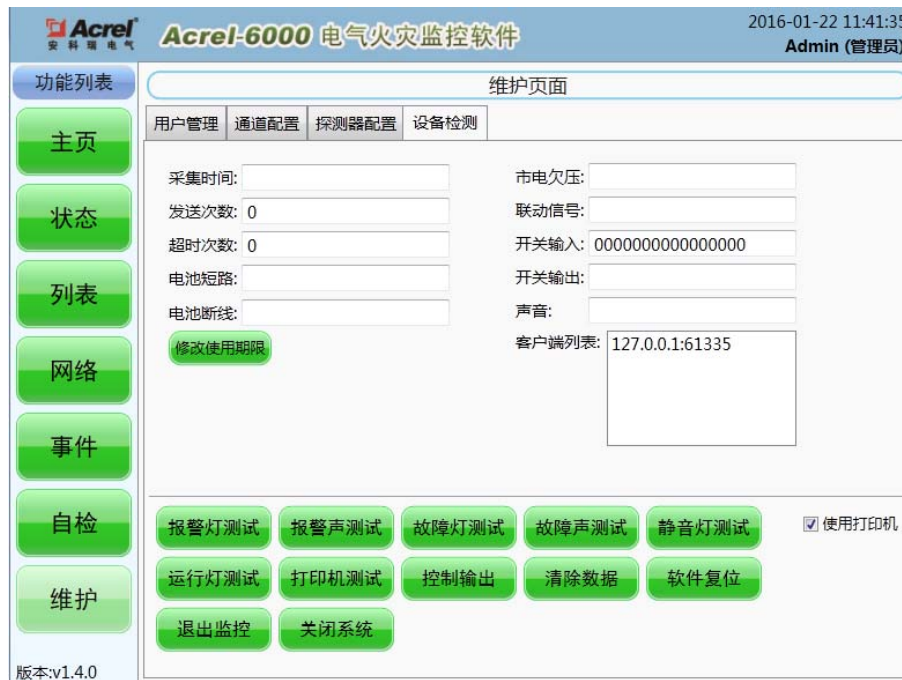 Acrel
安科瑞电气
Acrel-6000 电气火灾监控软件
2016-01-22 11:41:35
Admin (管理员)
功能列表
主页
状态
列表
网络
事件
自检
维护
版本:v1.4.0
维护页面
用户管理 通道配置 探测器配置 设备检测
采集时间: 市电欠压:
发送次数: 0 联动信号:
超时次数: 0 开关输入: 0000000000000000
电池短路: 开关输出:
电池断线: 声音:
修改使用期限 客户端列表: 127.0.0.1:61335
报警灯测试 报警声测试 故障灯测试 故障声测试 静音灯测试 使用打印机
运行灯测试 打印机测试 控制输出 清除数据 软件复位
退出监控 关闭系统